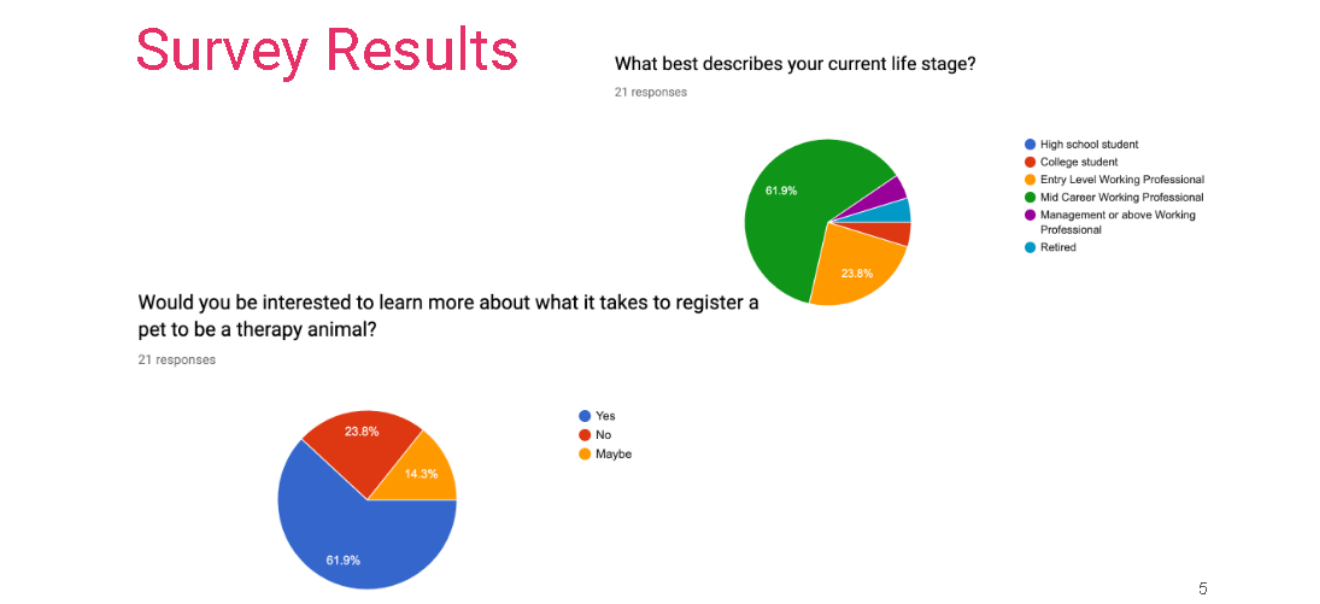 Survey Results
What best describes your current life stage?
21 responses
61.9%
23.8%
High school student
College student
Entry Level Working Professional
Mid Career Working Professional
Management or above Working
Professional
Retired
Would you be interested to learn more about what it takes to register a
pet to be a therapy animal?
21 responses
23.8%
14.3%
61.9%
Yes
No
Maybe
5